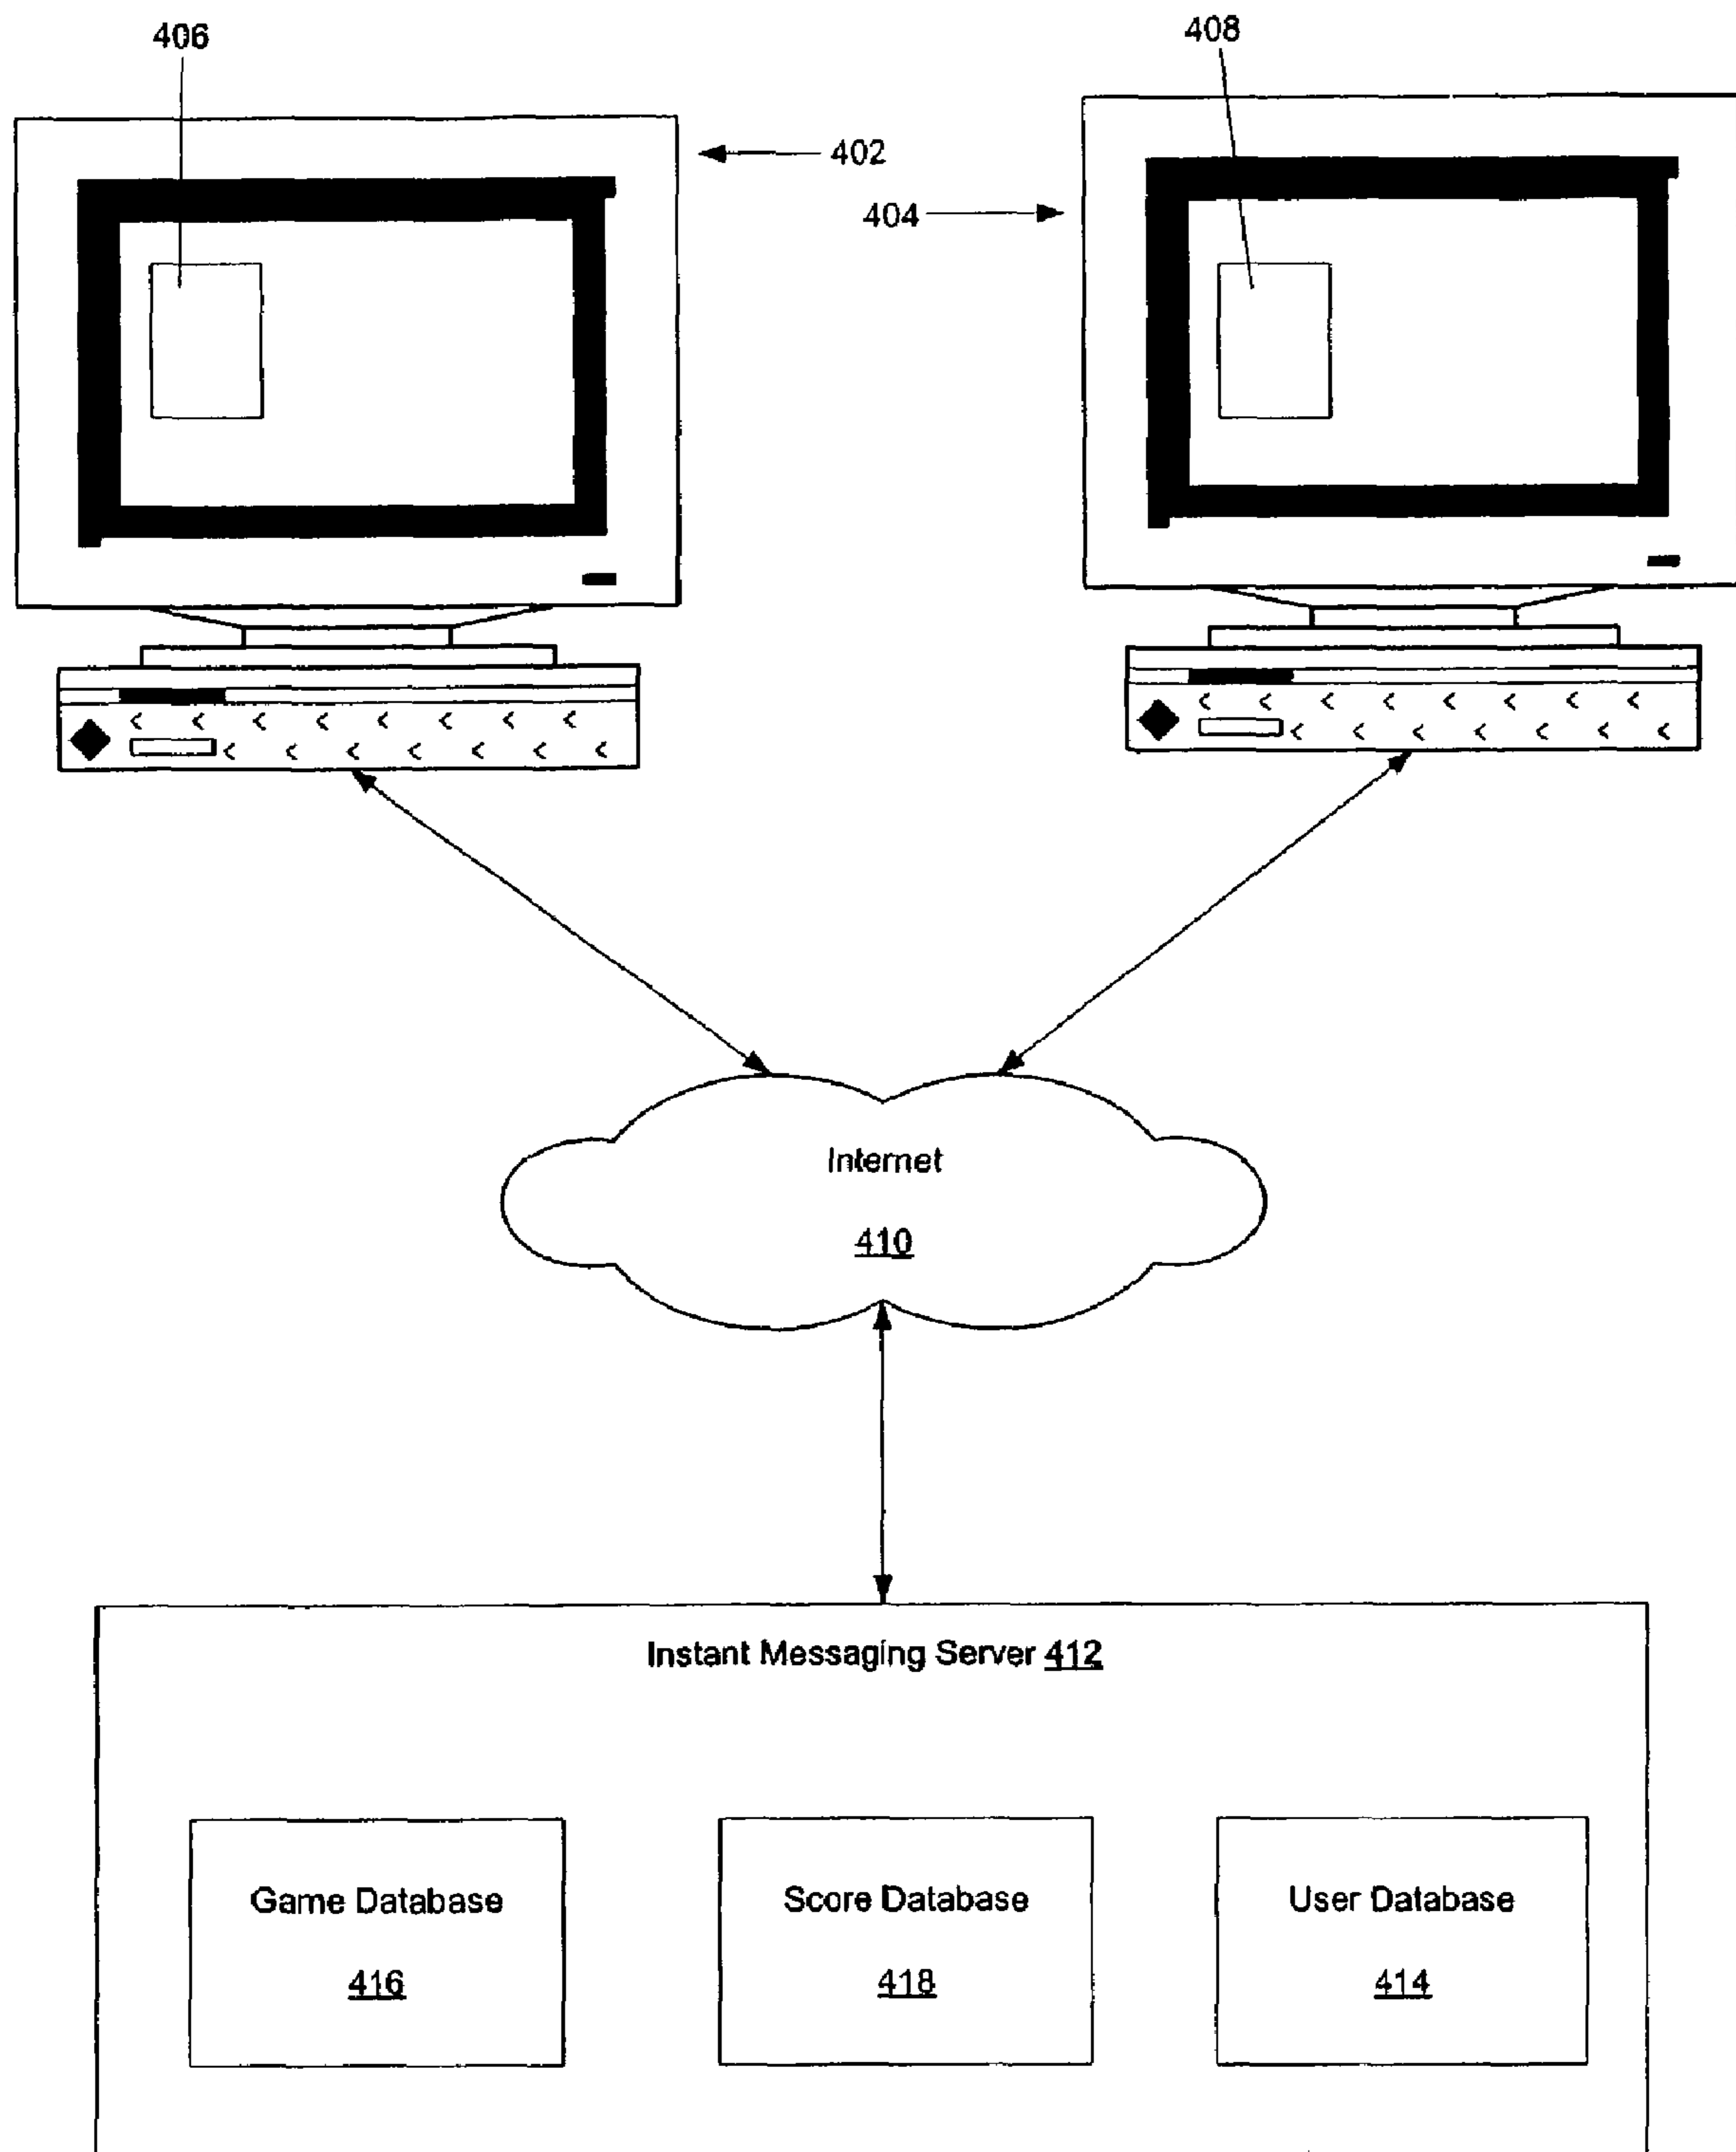 406
408
402
404
Internet
410
Instant Messaging Server 412
Game Database
416
Score Database
418
User Database
414